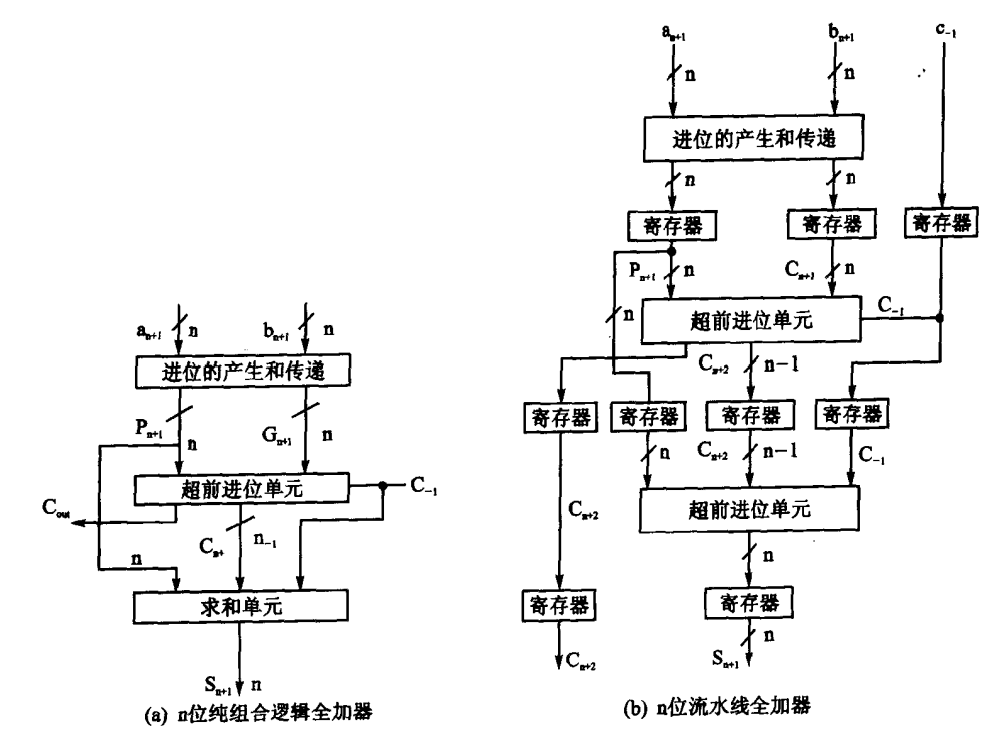 a_{n+1} n b_{n+1} n
进位的产生和传递
P_{n+1} n G_{n+1} n
超前进位单元 C_{-1}
C_{out}
C_{n+} n_{-1}
n
求和单元
S_{n+1} n
(a) n位纯组合逻辑全加器
a_{n+1} b_{n+1} c_{-1}
n n
进位的产生和传递
n n
寄存器 寄存器 寄存器
P_{n+1} n C_{n+1} n
n 超前进位单元 C_{-1}
C_{n+2} n-1
寄存器 寄存器 寄存器 寄存器
n C_{n+2} n-1 C_{-1}
C_{n+2} 超前进位单元
n
寄存器 寄存器
C_{n+2} S_{n+1} n
(b) n位流水线全加器